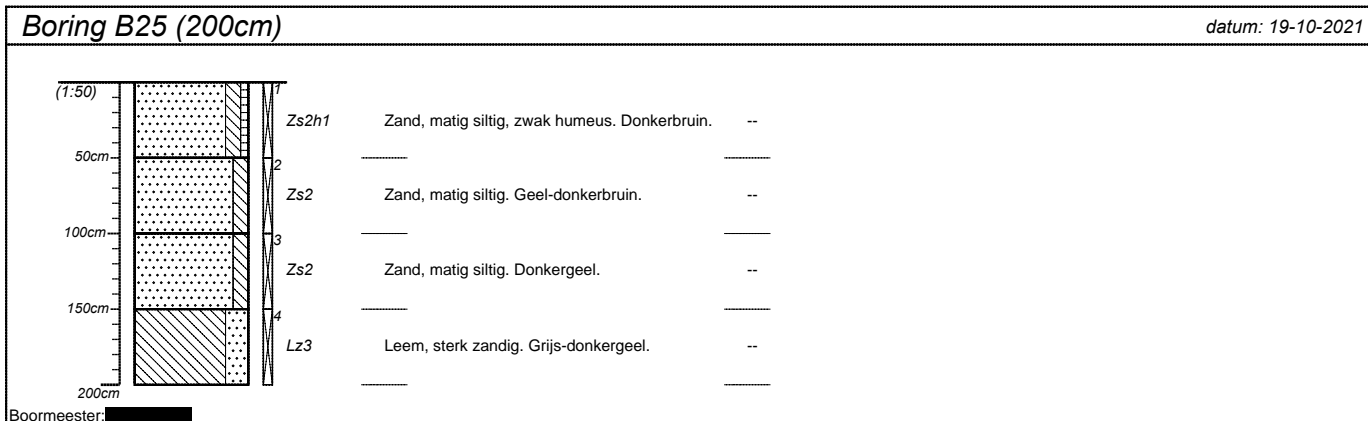 Boring B25 (200cm) datum: 19-10-2021
(1:50) 1
Zs2h1 Zand, matig siltig, zwak humeus. Donkerbruin. --
50cm
2
Zs2 Zand, matig siltig. Geel-donkerbruin. --
100cm
3
Zs2 Zand, matig siltig. Donkergeel. --
150cm
4
Lz3 Leem, sterk zandig. Grijs-donkergeel. --
200cm
Boormeester: